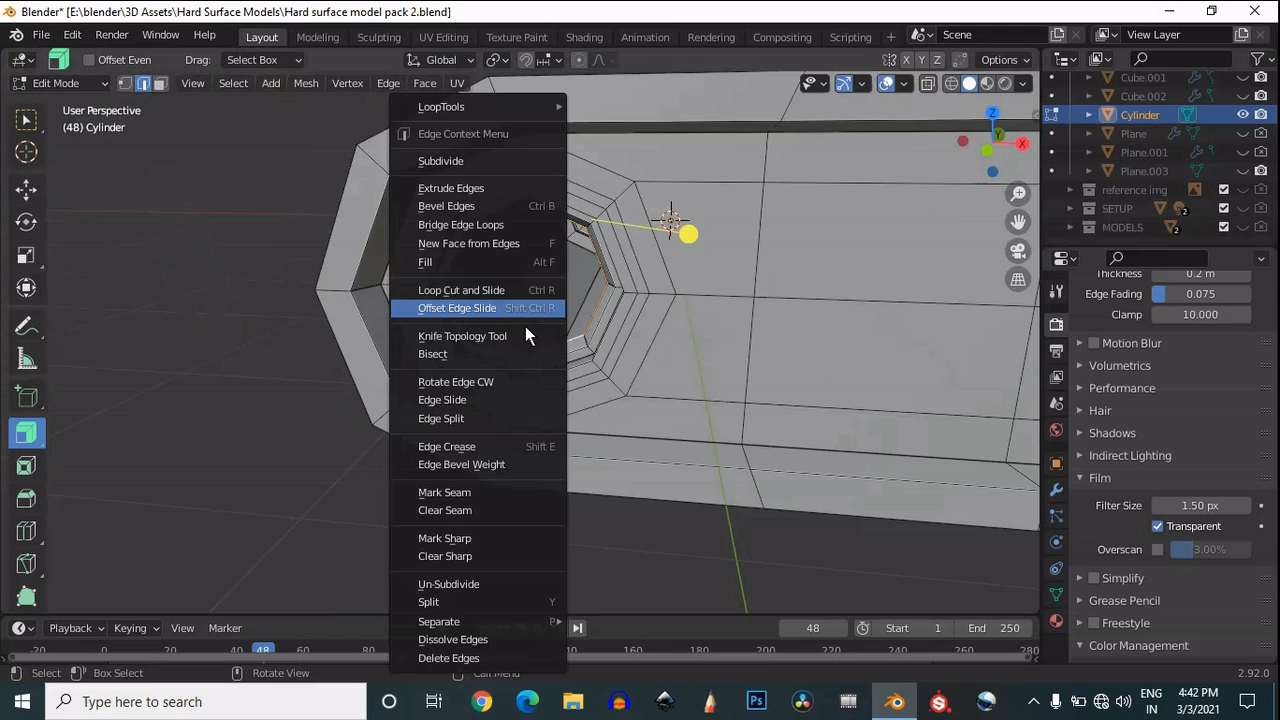 Blender* [E:\blender\3D Assets\Hard Surface Models\Hard surface model pack 2.blend]
File Edit Render Window Help Layout Modeling Sculpting UV Editing Texture Paint Shading Animation Rendering Compositing Scripting + Scene View Layer
Offset Even Drag: Select Box Global X Y Z Options
Edit Mode View Select Add Mesh Vertex Edge Face UV
User Perspective
(48) Cylinder
LoopTools
Edge Context Menu
Subdivide
Extrude Edges
Bevel Edges Ctrl B
Bridge Edge Loops
New Face from Edges F
Fill Alt F
Loop Cut and Slide Ctrl R
Offset Edge Slide Shift Ctrl R
Knife Topology Tool
Bisect
Rotate Edge CW
Edge Slide
Edge Split
Edge Crease Shift E
Edge Bevel Weight
Mark Seam
Clear Seam
Mark Sharp
Clear Sharp
Un-Subdivide
Split Y
Separate P
Dissolve Edges
Delete Edges
Z
Y
X
Cube.001
Cube.002
Cylinder
Plane
Plane.001
Plane.003
reference img
SETUP 2
MODELS 2
Thickness 0.2 m
Edge Fading 0.075
Clamp 10.000
Motion Blur
Volumetrics
Performance
Hair
Shadows
Indirect Lighting
Film
Filter Size 1.50 px
Transparent
Overscan 3.00%
Simplify
Grease Pencil
Freestyle
Color Management
Playback Keying View Marker 48 Start 1 End 250
-20 0 20 48 60 80 160 180 200 220 240 260 280
Select Box Select Rotate View Call Menu 2.92.0
Type here to search
Ps
ENG
IN
4:42 PM
3/3/2021